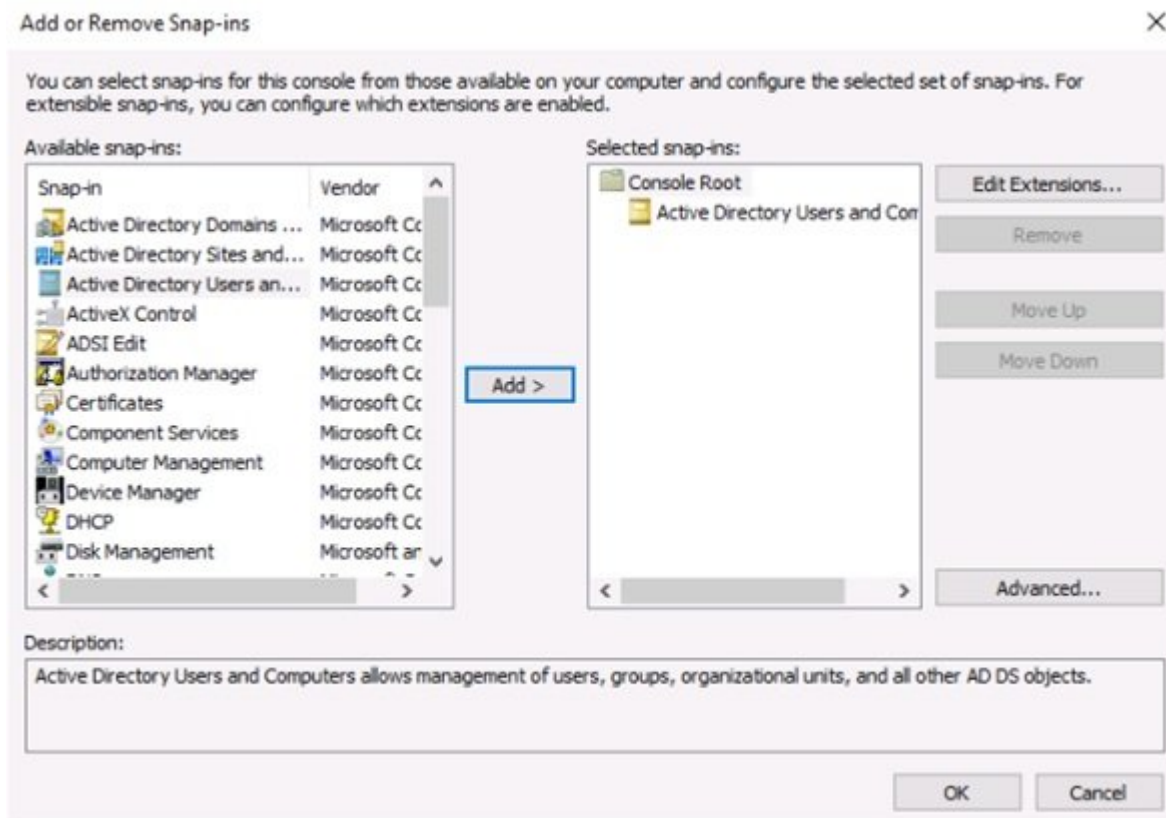 Add or Remove Snap-ins
You can select snap-ins for this console from those available on your computer and configure the selected set of snap-ins. For
extensible snap-ins, you can configure which extensions are enabled.
Available snap-ins:
Snap-in Vendor
Active Directory Domains ... Microsoft Cc
Active Directory Sites and... Microsoft Cc
Active Directory Users an... Microsoft Cc
ActiveX Control Microsoft Cc
ADSI Edit Microsoft Cc
Authorization Manager Microsoft Cc
Certificates Microsoft Cc
Component Services Microsoft Cc
Computer Management Microsoft Cc
Device Manager Microsoft Cc
DHCP Microsoft Cc
Disk Management Microsoft an
Add >
Selected snap-ins:
Console Root
Active Directory Users and Com
Edit Extensions...
Remove
Move Up
Move Down
Advanced...
Description:
Active Directory Users and Computers allows management of users, groups, organizational units, and all other AD DS objects.
OK
Cancel